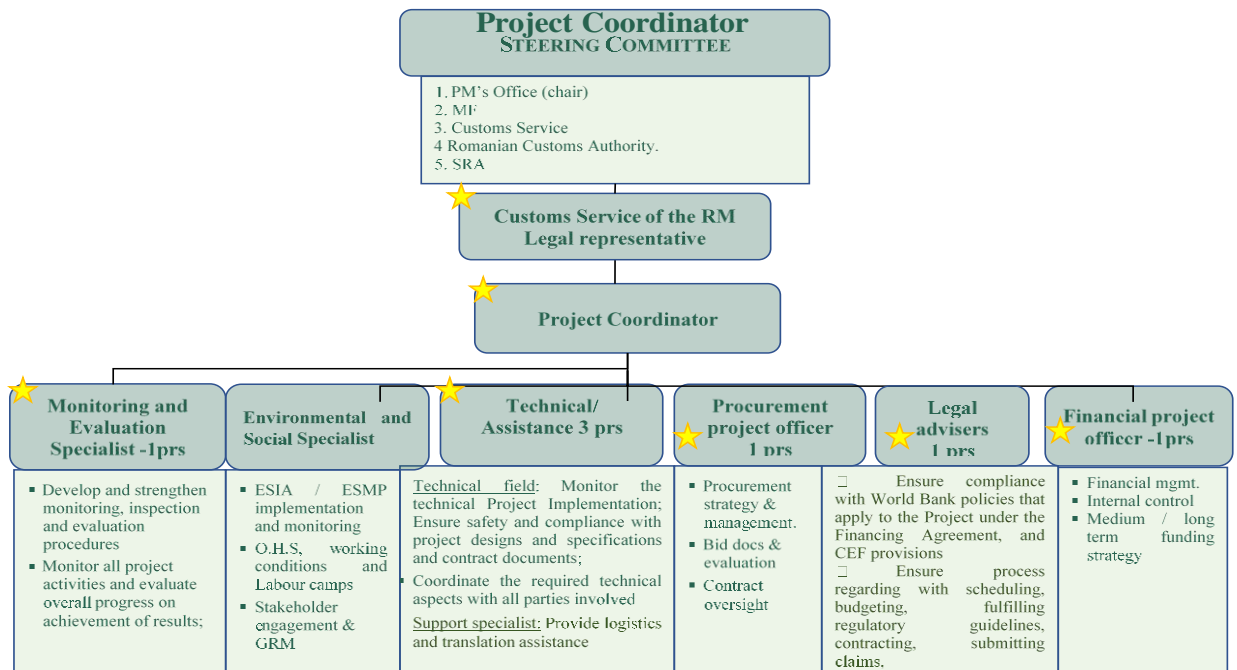 Project Coordinator
STEERING COMMITTEE
1. PM's Office (chair)
2. MF
3. Customs Service
4 Romanian Customs Authority.
5. SRA
Customs Service of the RM
Legal representative
Project Coordinator
Monitoring and
Evaluation
Specialist -1prs
▪ Develop and strengthen
monitoring, inspection
and evaluation
procedures
▪ Monitor all project
activities and evaluate
overall progress on
achievement of results;
Environmental and
Social Specialist
▪ ESIA / ESMP
implementation
and monitoring
▪ O.H.S, working
conditions and
Labour camps
▪ Stakeholder
engagement &
GRM
Technical/
Assistance 3 prs
Technical field: Monitor the
technical Project Implementation;
Ensure safety and compliance with
project designs and specifications
and contract documents;
▪ Coordinate the required technical
aspects with all parties involved
Support specialist: Provide logistics
and translation assistance
Procurement
project officer
1 prs
▪ Procurement
strategy &
management.
▪ Bid docs &
evaluation
▪ Contract
oversight
Legal
advisers
1 prs
Ensure compliance
with World Bank policies that
apply to the Project under the
Financing Agreement, and
CEF provisions
Ensure process
regarding with scheduling,
budgeting, fulfilling
regulatory guidelines,
contracting, submitting
claims,
Financial project
officer -1prs
▪ Financial mgmt.
▪ Internal control
▪ Medium / long
term funding
strategy